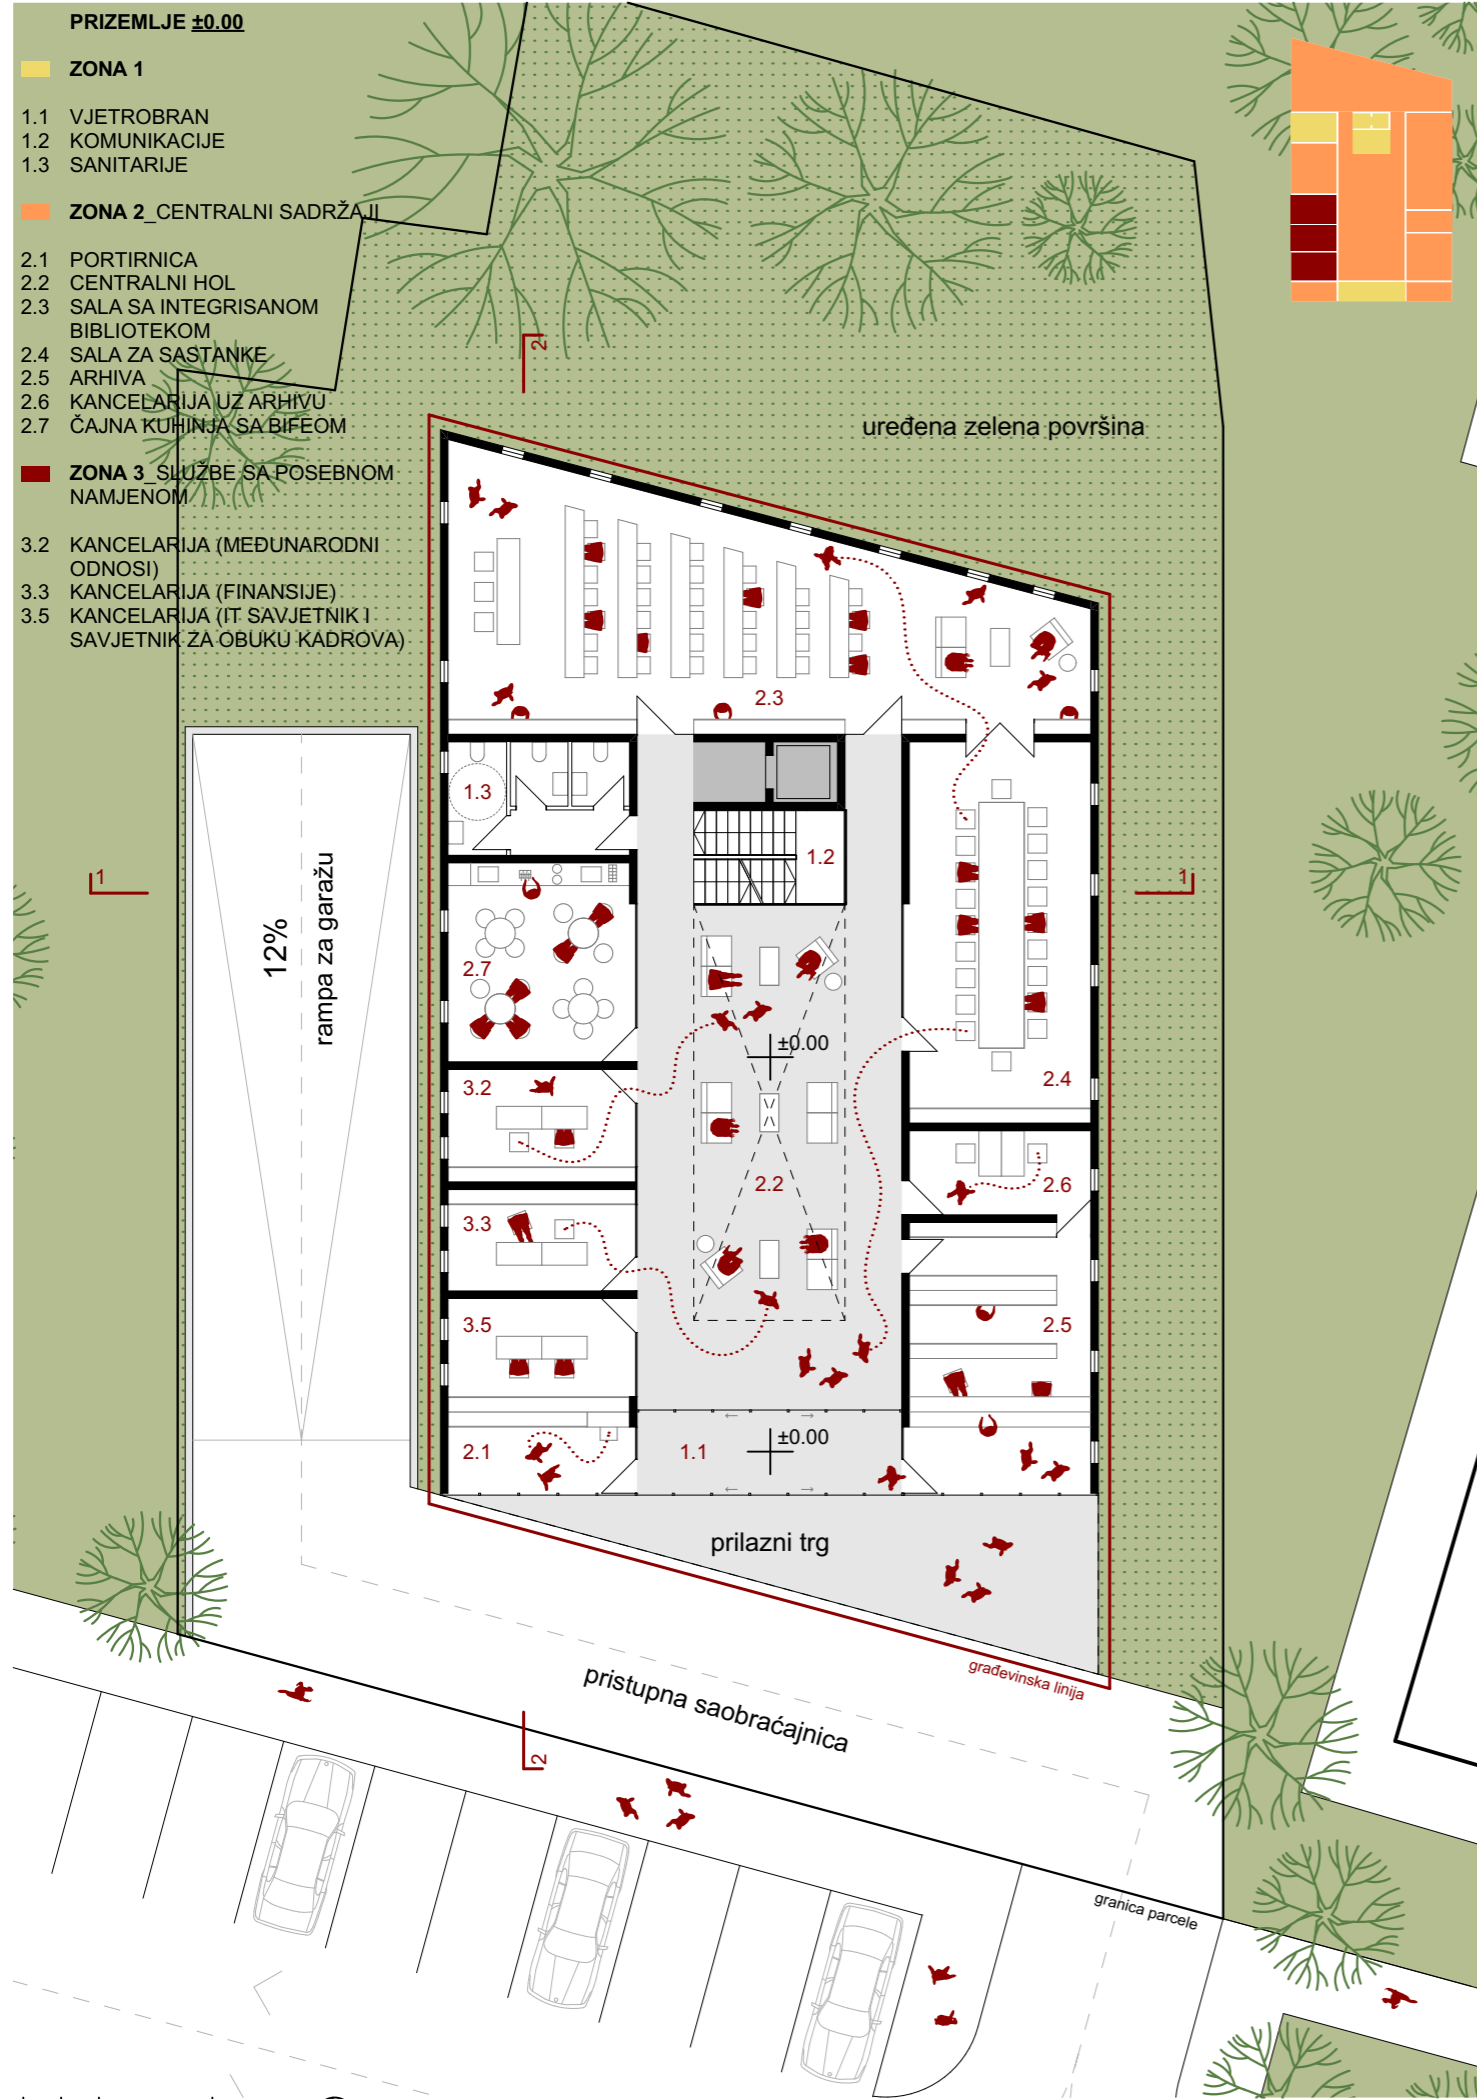 PRIZEMLJE ±0.00
ZONA 1
1.1 VJETROBRAN
1.2 KOMUNIKACIJE
1.3 SANITARIJE
ZONA 2_CENTRALNI SADRŽAJI
2.1 PORTIRNICA
2.2 CENTRALNI HOL
2.3 SALA SA INTEGRISANOM
BIBLIOTEKOM
2.4 SALA ZA SASTANKE
2.5 ARHIVA
2.6 KANCELARIJA UZ ARHIVU
2.7 ČAJNA KUHINJA SA BIFEOM
ZONA 3_SLUŽBE SA POSEBNOM
NAMJENOM
3.2 KANCELARIJA (MEĐUNARODNI
ODNOSI)
3.3 KANCELARIJA (FINANSIJE)
3.5 KANCELARIJA (IT SAVJETNIK I
SAVJETNIK ZA OBUKU KADROVA)
2
uređena zelena površina
2.3
1.3
1.2
1
1
12%
rampa za garažu
2.7
±0.00
2.4
3.2
2.2
2.6
3.3
3.5
2.5
2.1
1.1
±0.00
prilazni trg
građevinska linija
pristupna saobraćajnica
2
granica parcele